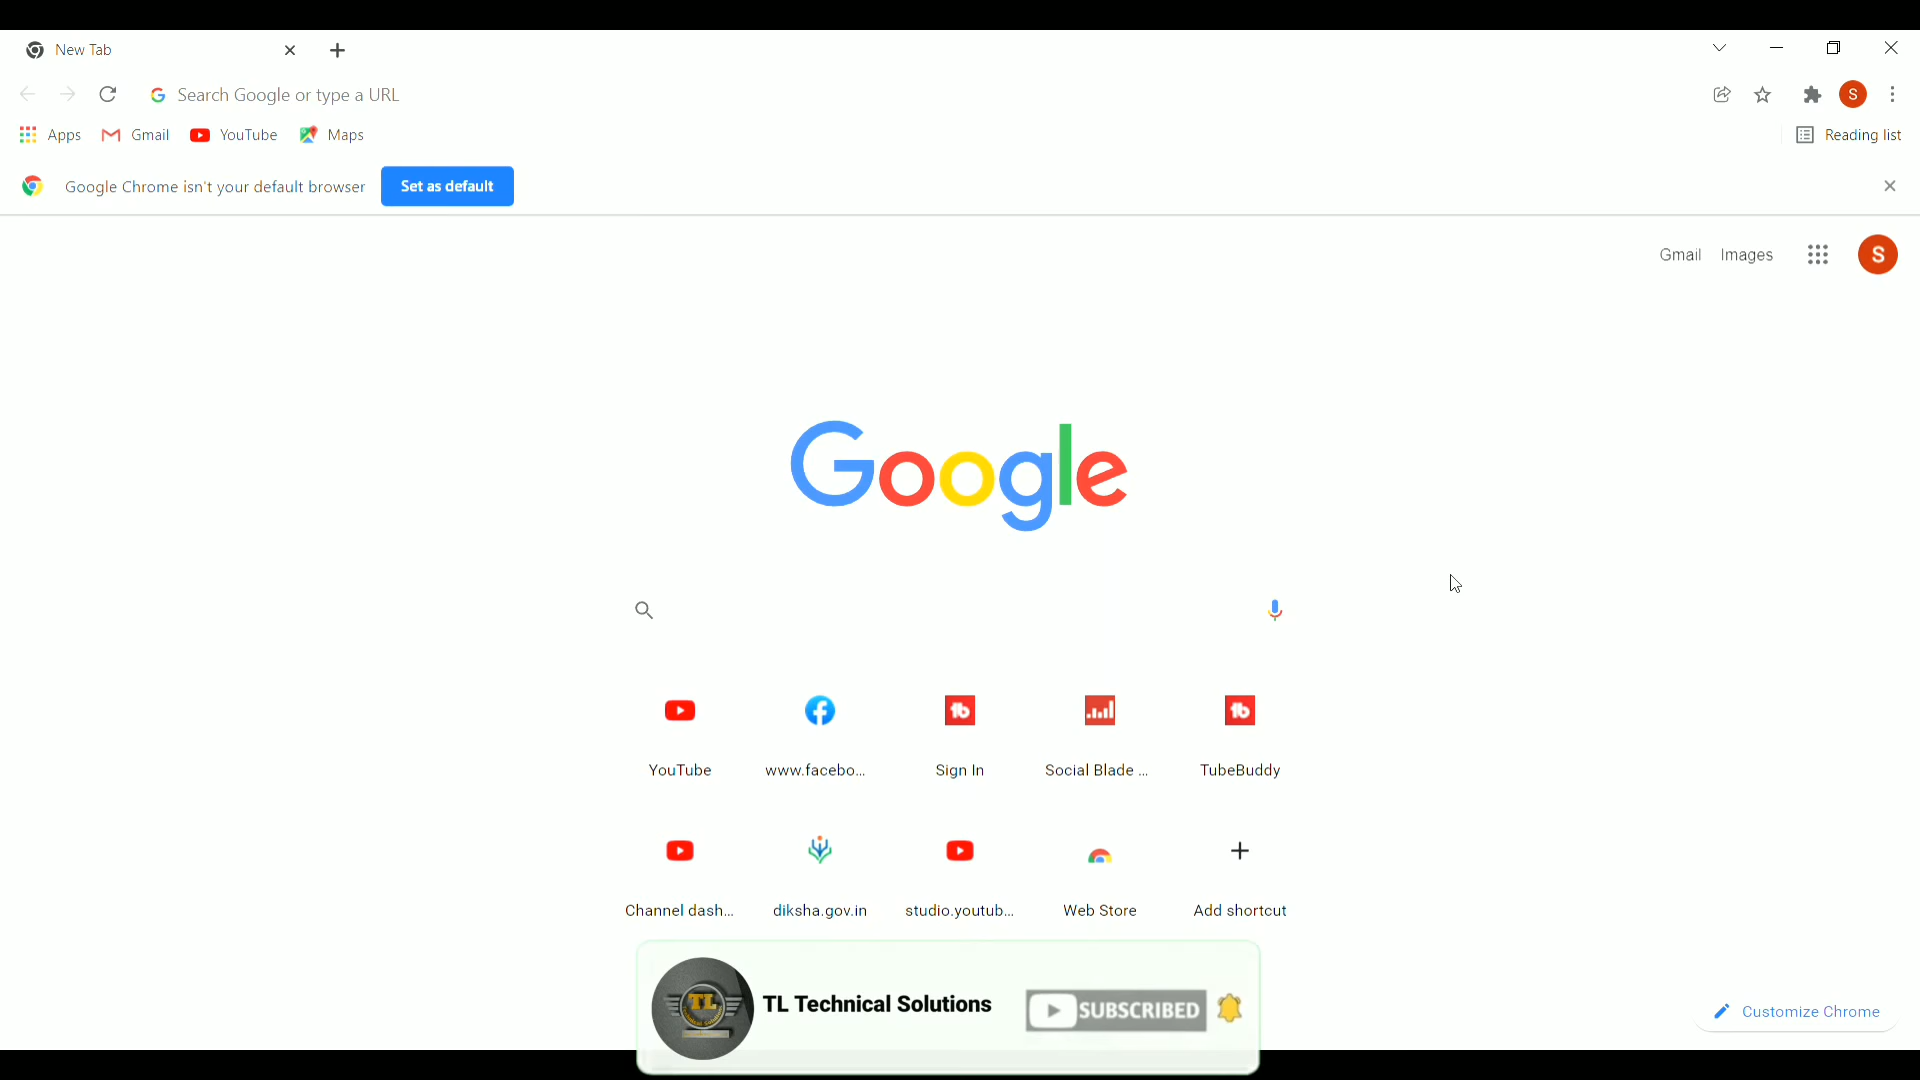 New Tab
Search Google or type a URL
Apps Gmail YouTube Maps Reading list
Google Chrome isn't your default browser Set as default
Gmail Images S
S
Google
YouTube www.facebo... Sign In Social Blade ... TubeBuddy
Channel dash... diksha.gov.in studio.youtub... Web Store Add shortcut
TL
TL Technical Solutions SUBSCRIBED
Customize Chrome